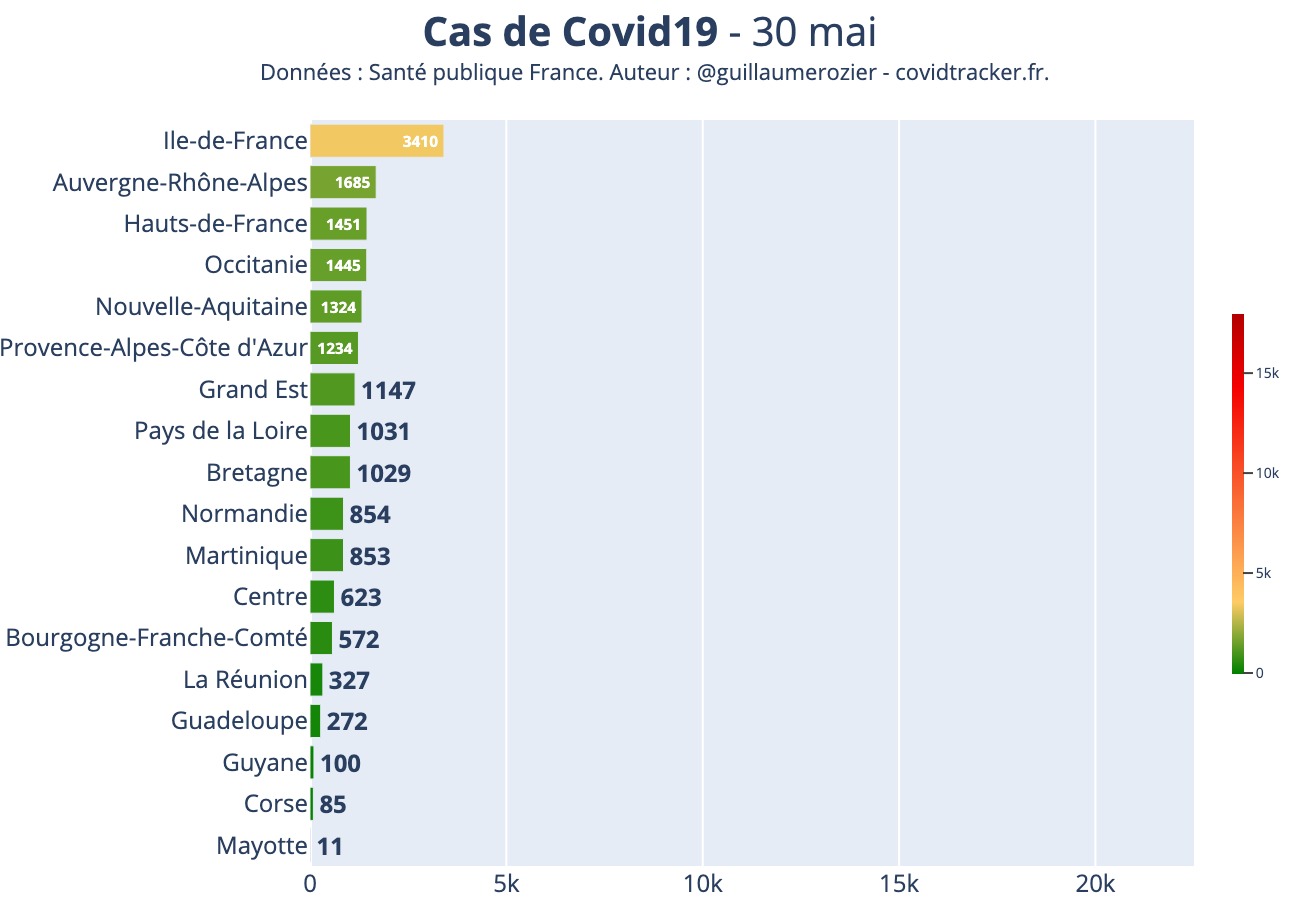 Cas de Covid19 - 30 mai
Données : Santé publique France. Auteur : @guillaumerozier - covidtracker.fr.
Ile-de-France 3410
Auvergne-Rhône-Alpes 1685
Hauts-de-France 1451
Occitanie 1445
Nouvelle-Aquitaine 1324
Provence-Alpes-Côte d'Azur 1234
Grand Est 1147
Pays de la Loire 1031
Bretagne 1029
Normandie 854
Martinique 853
Centre 623
Bourgogne-Franche-Comté 572
La Réunion 327
Guadeloupe 272
Guyane 100
Corse 85
Mayotte 11
0 5k 10k 15k 20k
15k
10k
5k
0